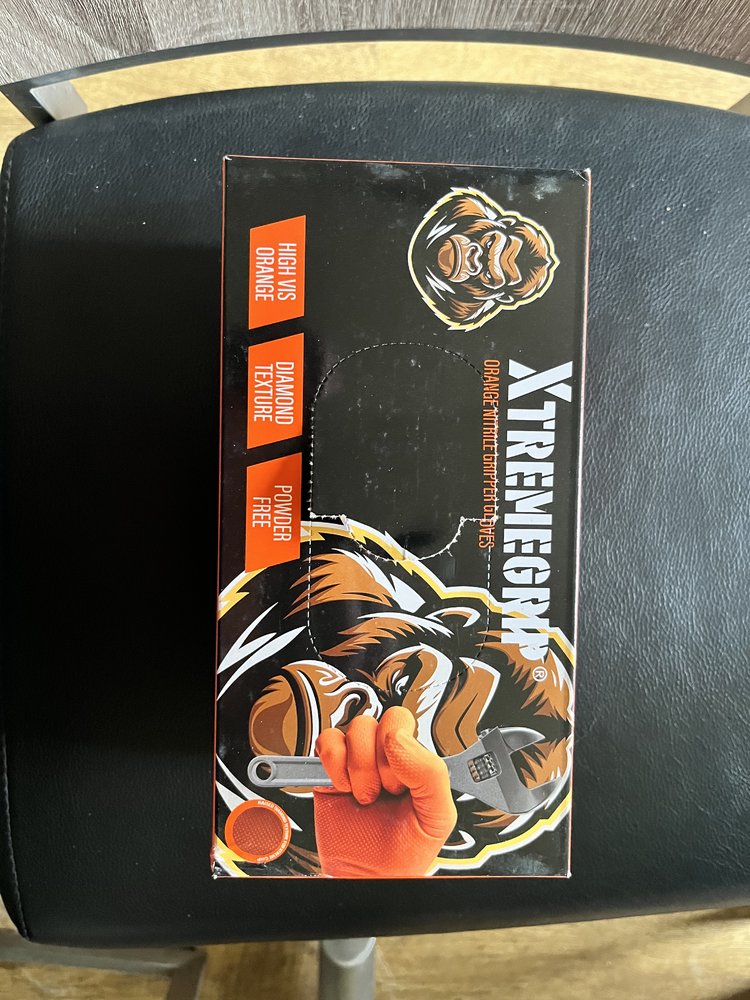 XTREMEGRIP®
ORANGE NITRILE GRIPPER GLOVES
HIGH VIS
ORANGE
DIAMOND
TEXTURE
POWDER
FREE